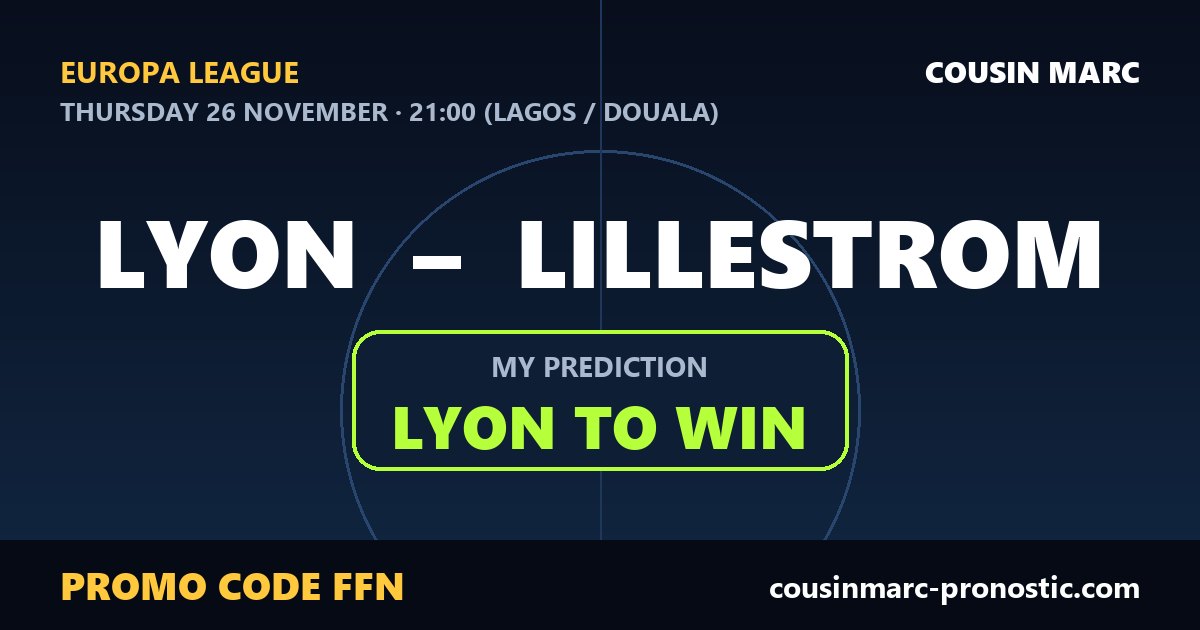 EUROPA LEAGUE
COUSIN MARC
THURSDAY 26 NOVEMBER · 21:00 (LAGOS / DOUALA)
LYON – LILLESTROM
MY PREDICTION
LYON TO WIN
PROMO CODE FFN
cousinmarc-pronostic.com